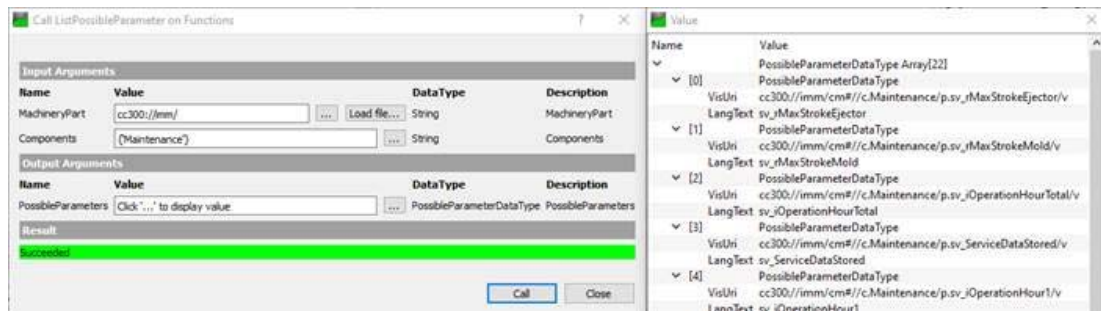 Call ListPossibleParameter on Functions ? ×
Input Arguments
Name Value DataType Description
MachineryPart cc300://imm/ ... Load file... String MachineryPart
Components {"Maintenance"} ... String Components
Output Arguments
Name Value DataType Description
PossibleParameters Click '...' to display value ... PossibleParameterDataType PossibleParameters
Result
Succeeded
Call Close
Value ×
Name Value
PossibleParameterDataType Array[22]
[0] PossibleParameterDataType
VisUri cc300://imm/cm#//c.Maintenance/p.sv_rMaxStrokeEjector/v
LangText sv_rMaxStrokeEjector
[1] PossibleParameterDataType
VisUri cc300://imm/cm#//c.Maintenance/p.sv_rMaxStrokeMold/v
LangText sv_rMaxStrokeMold
[2] PossibleParameterDataType
VisUri cc300://imm/cm#//c.Maintenance/p.sv_iOperationHourTotal/v
LangText sv_iOperationHourTotal
[3] PossibleParameterDataType
VisUri cc300://imm/cm#//c.Maintenance/p.sv_ServiceDataStored/v
LangText sv_ServiceDataStored
[4] PossibleParameterDataType
VisUri cc300://imm/cm#//c.Maintenance/p.sv_iOperationHour1/v
LangText sv_iOperationHour1